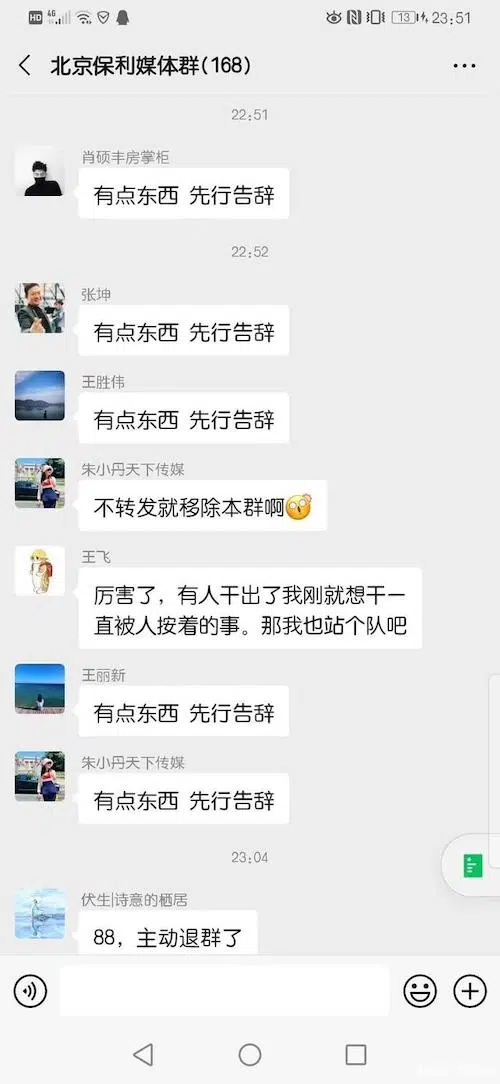 HD 4G 13 23:51
北京保利媒体群(168)
22:51
肖硕丰房掌柜
有点东西 先行告辞
22:52
张坤
有点东西 先行告辞
王胜伟
有点东西 先行告辞
朱小丹天下传媒
不转发就移除本群啊
王飞
厉害了，有人干出了我刚就想干一
直被人按着的事。那我也站个队吧
王丽新
有点东西 先行告辞
朱小丹天下传媒
有点东西 先行告辞
23:04
伏生|诗意的栖居
88，主动退群了